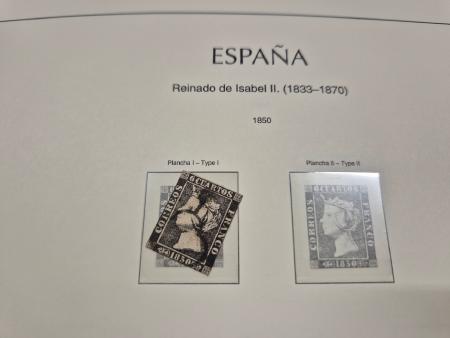 ESPAÑA
Reinado de Isabel II. (1833–1870)
1850
Plancha I – Type I
Plancha II – Type II
6 CUARTOS
CORREOS
FRANCO
1850
6 CUARTOS
CORREOS
FRANCO
1850